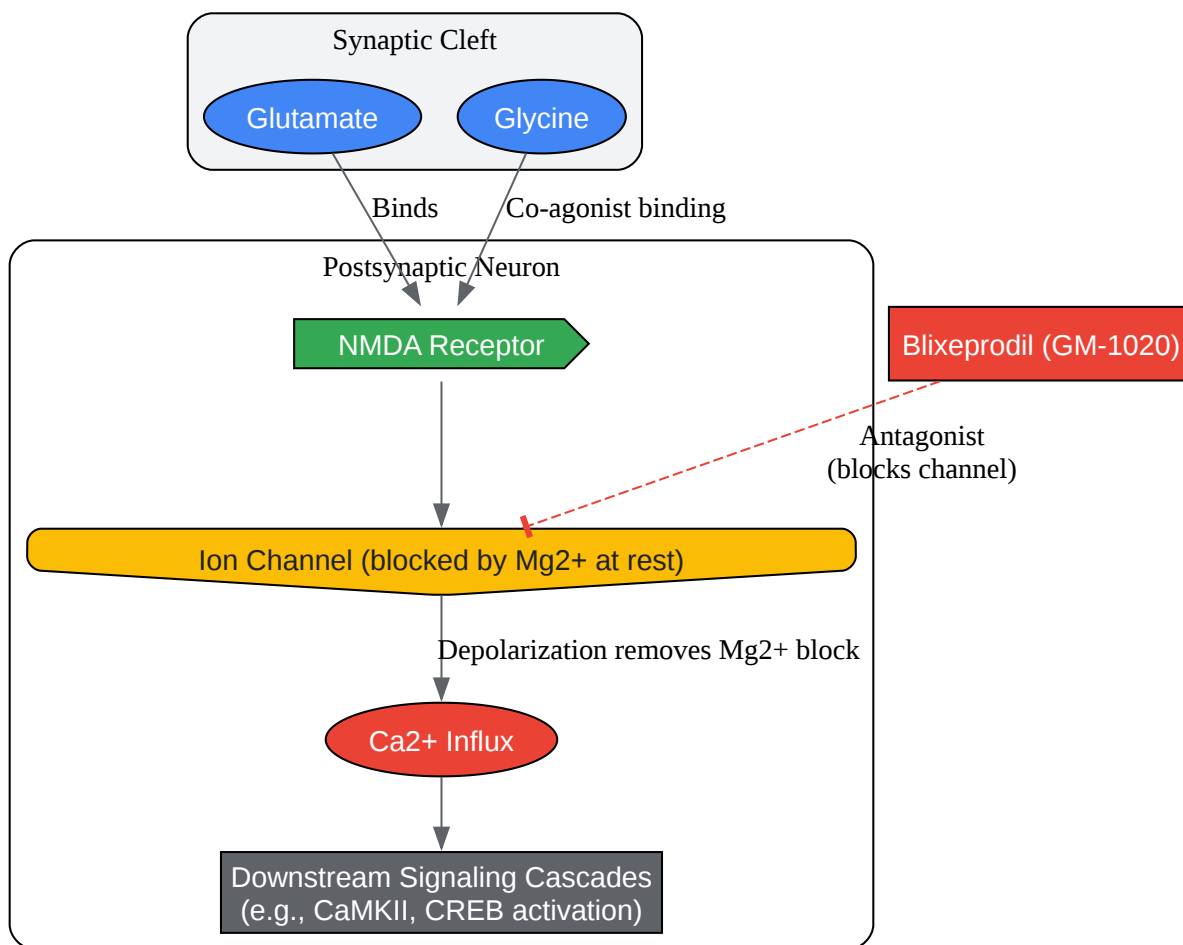 Synaptic Cleft
Glutamate
Glycine
Binds
Co-agonist binding
Postsynaptic Neuron
NMDA Receptor
Blixeprodil (GM-1020)
Antagonist
(blocks channel)
Ion Channel (blocked by Mg2+ at rest)
Depolarization removes Mg2+ block
Ca2+ Influx
Downstream Signaling Cascades
(e.g., CaMKII, CREB activation)